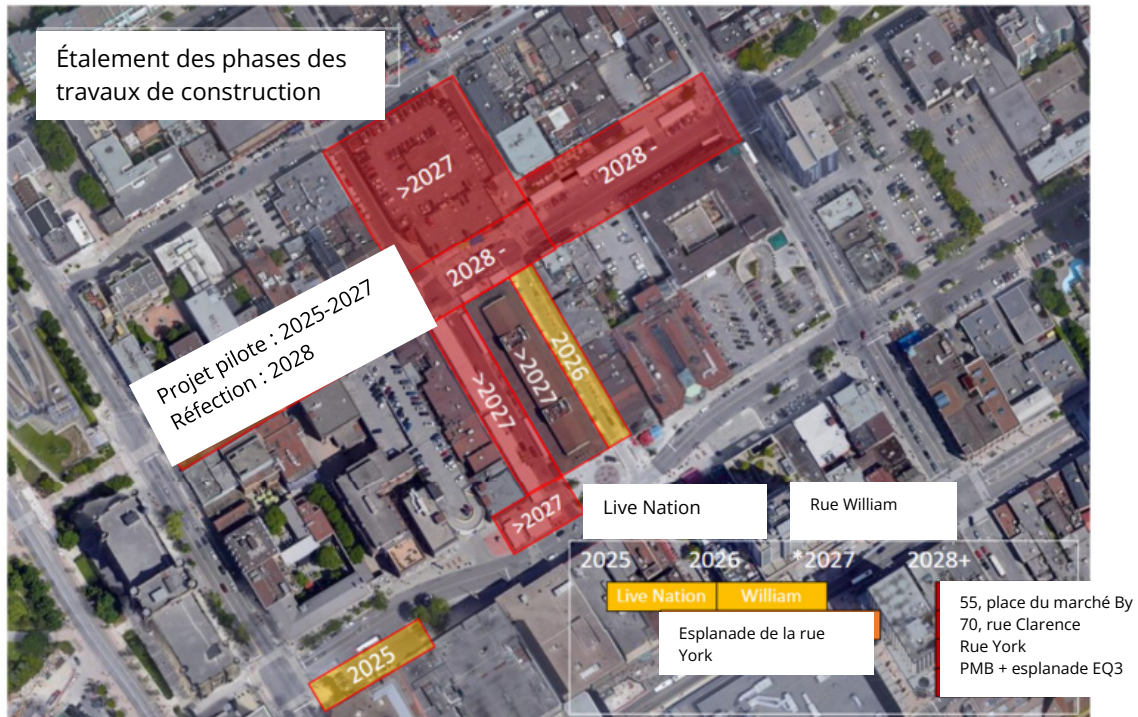 Étalement des phases des
travaux de construction
>2027
2028 -
2028 -
Projet pilote : 2025-2027
Réfection : 2028
>2027
>2027
2026
>2027
2025
Live Nation
Rue William
2025 2026 *2027 2028+
Live Nation William
Esplanade de la rue
York
55, place du marché By
70, rue Clarence
Rue York
PMB + esplanade EQ3